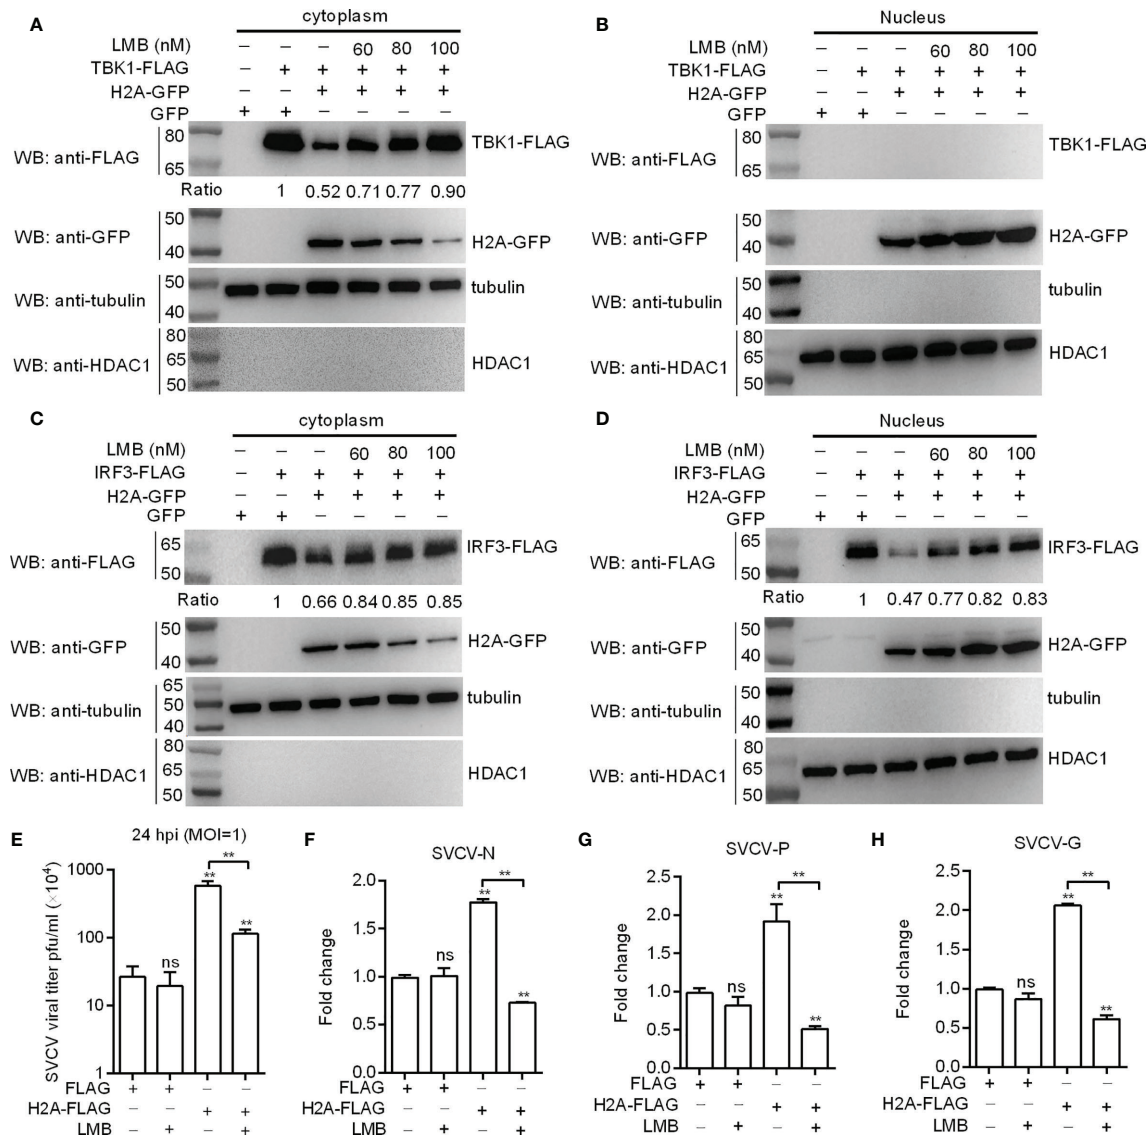 A
cytoplasm
LMB (nM) – – – 60 80 100
TBK1-FLAG – + + + + +
H2A-GFP – – + + + +
GFP + + – – – –
WB: anti-FLAG 80 65 TBK1-FLAG
Ratio 1 0.52 0.71 0.77 0.90
WB: anti-GFP 50 40 H2A-GFP
WB: anti-tubulin 50 40 tubulin
WB: anti-HDAC1 80 65 50 HDAC1
B
Nucleus
LMB (nM) – – – 60 80 100
TBK1-FLAG – + + + + +
H2A-GFP – – + + + +
GFP + + – – – –
WB: anti-FLAG 80 65 TBK1-FLAG
WB: anti-GFP 50 40 H2A-GFP
WB: anti-tubulin 50 40 tubulin
WB: anti-HDAC1 80 65 50 HDAC1
C
cytoplasm
LMB (nM) – – – 60 80 100
IRF3-FLAG – + + + + +
H2A-GFP – – + + + +
GFP + + – – – –
WB: anti-FLAG 65 50 IRF3-FLAG
Ratio 1 0.66 0.84 0.85 0.85
WB: anti-GFP 50 40 H2A-GFP
WB: anti-tubulin 65 50 40 tubulin
WB: anti-HDAC1 80 65 50 HDAC1
D
Nucleus
LMB (nM) – – – 60 80 100
IRF3-FLAG – + + + + +
H2A-GFP – – + + + +
GFP + + – – – –
WB: anti-FLAG 65 50 IRF3-FLAG
Ratio 1 0.47 0.77 0.82 0.83
WB: anti-GFP 50 40 H2A-GFP
WB: anti-tubulin 50 40 tubulin
WB: anti-HDAC1 80 65 50 HDAC1
E
24 hpi (MOI=1)
SVCV viral titer pfu/ml (×10⁴)
1000
100
10
1
ns ** ** **
FLAG + + – –
H2A-FLAG – – + +
LMB – + – +
F
SVCV-N
Fold change
2.0
1.5
1.0
0.5
0.0
ns ** ** **
FLAG + + – –
H2A-FLAG – – + +
LMB – + – +
G
SVCV-P
Fold change
2.5
2.0
1.5
1.0
0.5
0.0
ns ** ** **
FLAG + + – –
H2A-FLAG – – + +
LMB – + – +
H
SVCV-G
Fold change
2.5
2.0
1.5
1.0
0.5
0.0
ns ** ** **
FLAG + + – –
H2A-FLAG – – + +
LMB – + – +